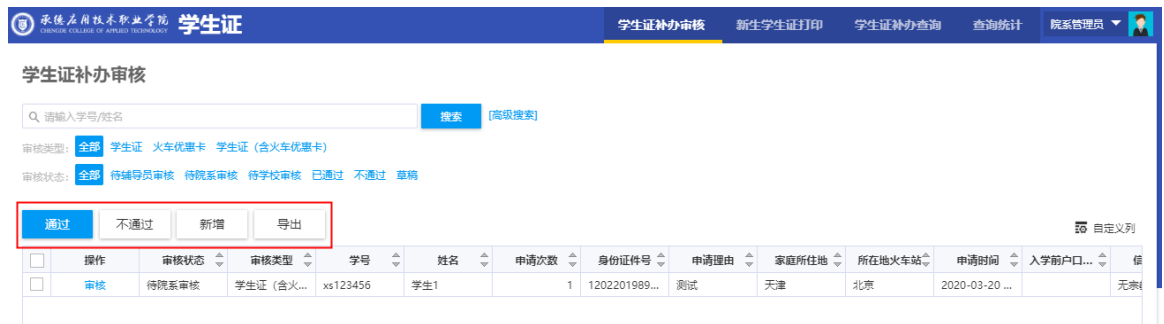 承德应用技术职业学院 学生证 学生证补办审核 新生学生证打印 学生证补办查询 查询统计 院系管理员
CHENGDE COLLEGE OF APPLIED TECHNOLOGY
学生证补办审核
请输入学号/姓名 搜索 [高级搜索]
审核类型: 全部 学生证 火车优惠卡 学生证（含火车优惠卡）
审核状态: 全部 待辅导员审核 待院系审核 待学校审核 已通过 不通过 草稿
通过 不通过 新增 导出 自定义列
操作 审核状态 审核类型 学号 姓名 申请次数 身份证件号 申请理由 家庭所住地 所在地火车站 申请时间 入学前户口... 信
审核 待院系审核 学生证（含火... xs123456 学生1 1 1202201989... 测试 天津 北京 2020-03-20 ... 无宗